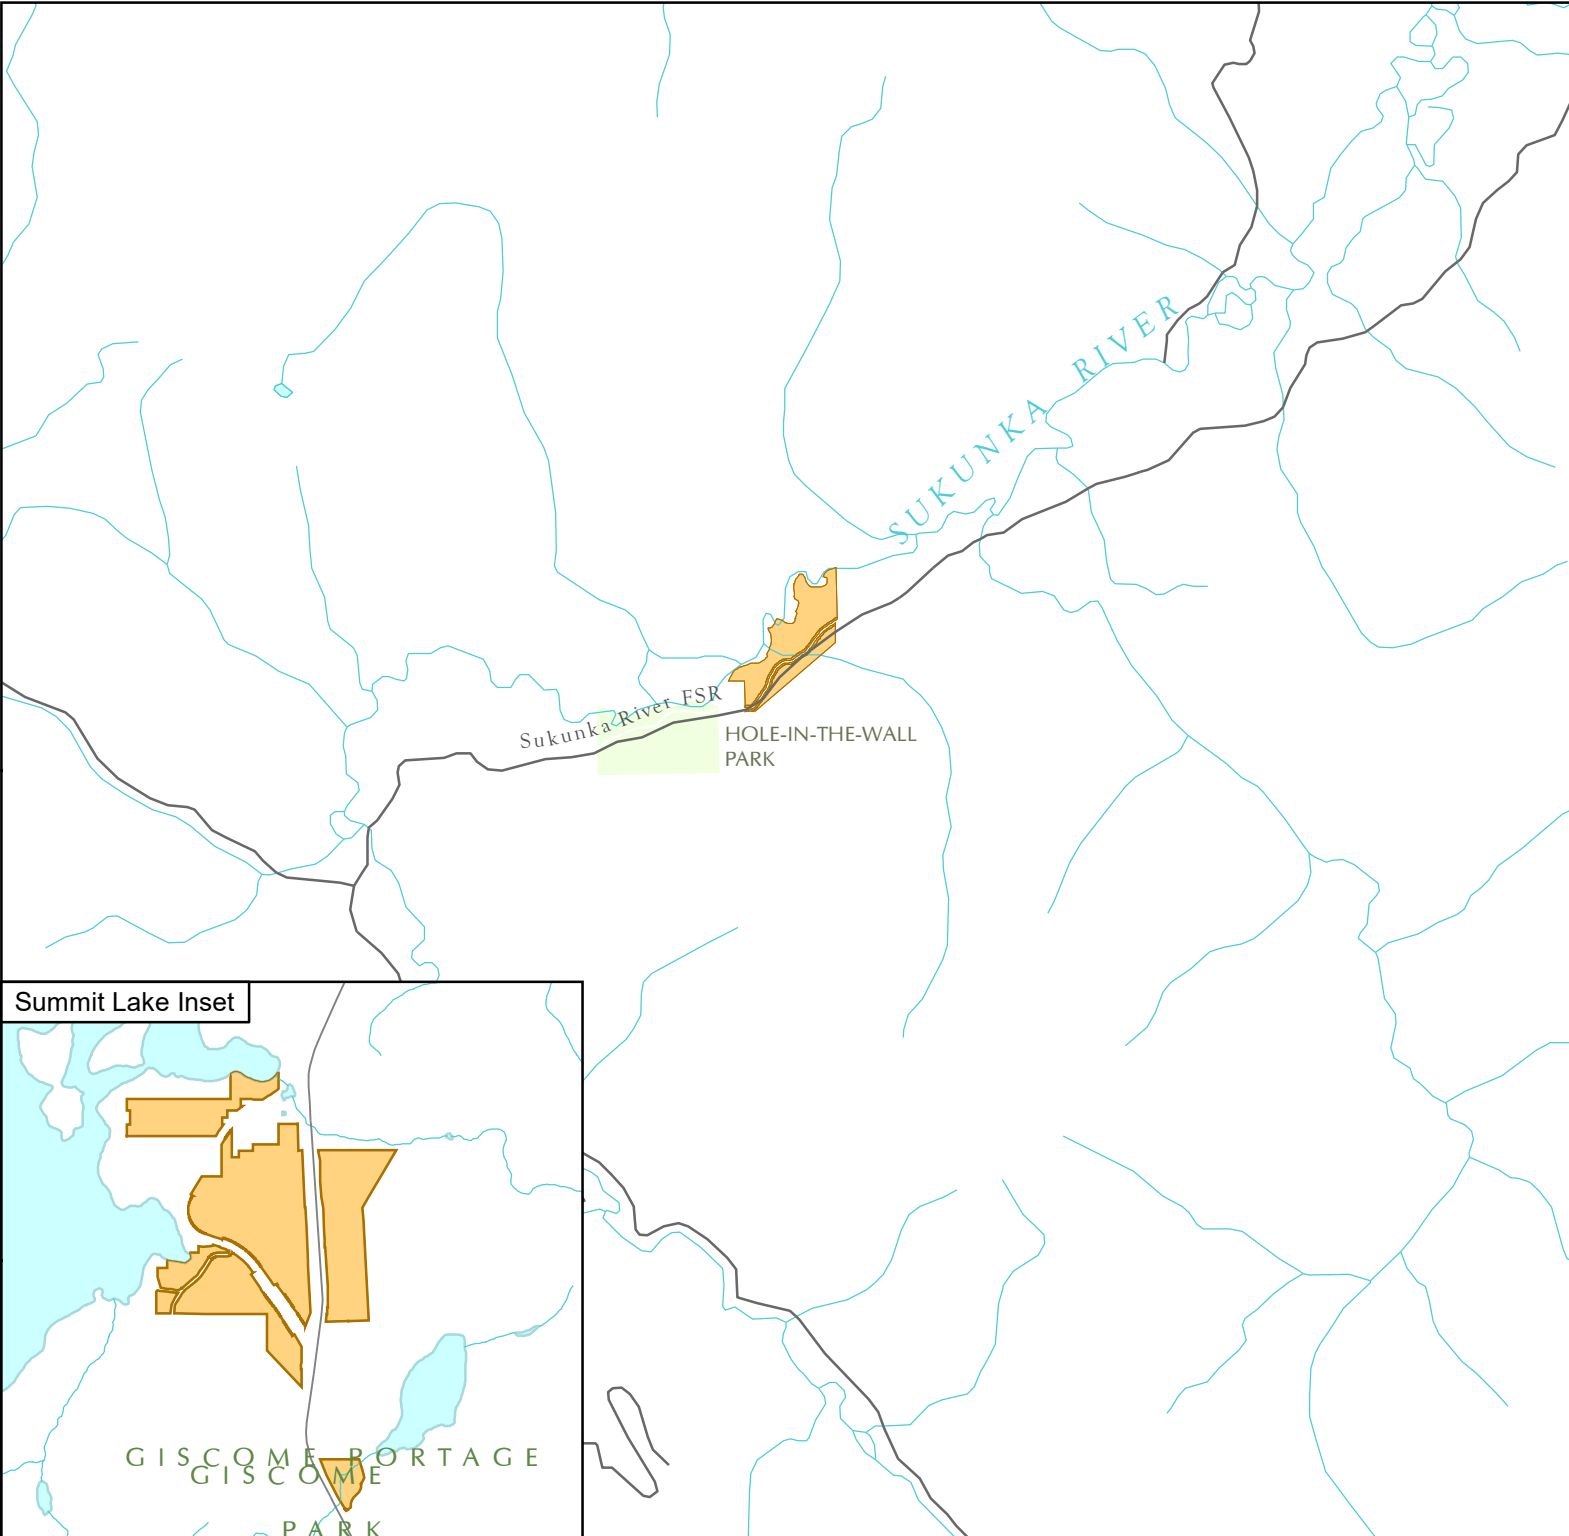 SUKUNKA RIVER
Sukunka River FSR
HOLE-IN-THE-WALL
PARK
Summit Lake Inset
GISCOME PORTAGE
GISCOME
PARK